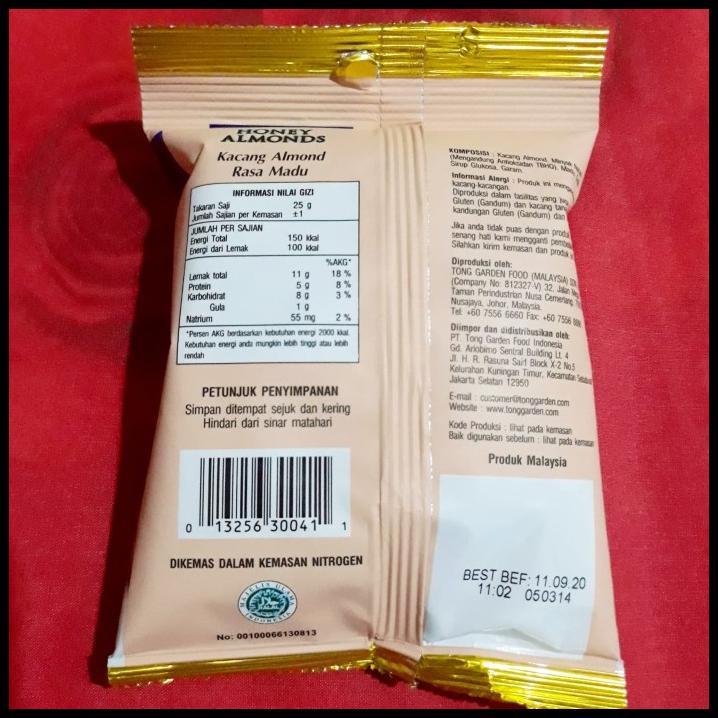 HONEY
ALMONDS
Kacang Almond
Rasa Madu
INFORMASI NILAI GIZI
Takaran Saji 25 g
Jumlah Sajian per Kemasan ±1
JUMLAH PER SAJIAN
Energi Total 150 kkal
Energi dari Lemak 100 kkal
%AKG*
Lemak total 11 g 18 %
Protein 5 g 8 %
Karbohidrat 8 g 3 %
Gula 1 g
Natrium 55 mg 2 %
*Persen AKG berdasarkan kebutuhan energi 2000 kkal.
Kebutuhan energi anda mungkin lebih tinggi atau lebih
rendah
PETUNJUK PENYIMPANAN
Simpan ditempat sejuk dan kering
Hindari dari sinar matahari
0 13256 30041 1
DIKEMAS DALAM KEMASAN NITROGEN
MAJELIS ULAMA
INDONESIA
No: 00100066130813
KOMPOSISI : Kacang Almond, Minyak
(Mengandung Antioksidan TBHQ), Madu,
Sirup Glukosa, Garam.
Informasi Alergi : Produk ini
kacang-kacangan.
Diproduksi dalam fasilitas yang
Gluten (Gandum) dan kacang
kandungan Gluten (Gandum) dan
Jika anda tidak puas dengan produk
senang hati kami mengganti
Silahkan kirim kemasan dan produk
Diproduksi oleh:
TONG GARDEN FOOD (MALAYSIA)
(Company No: 812327-V) 32, Jalan
Taman Perindustrian Nusa Cemerlang,
Nusajaya, Johor, Malaysia.
Tel: +60 7556 6660 Fax: +60 7556
Diimpor dan didistribusikan oleh:
PT. Tong Garden Food Indonesia
Gd. Ariobimo Sentral Building Lt. 4
Jl. H. R. Rasuna Said Block X-2 No.5
Kelurahan Kuningan Timur, Kecamatan
Jakarta Selatan 12950
E-mail : customer@tonggarden.com
Website : www.tonggarden.com
Kode Produksi : lihat pada kemasan
Baik digunakan sebelum : lihat pada kemasan
Produk Malaysia
BEST BEF: 11.09.20
11:02 050314